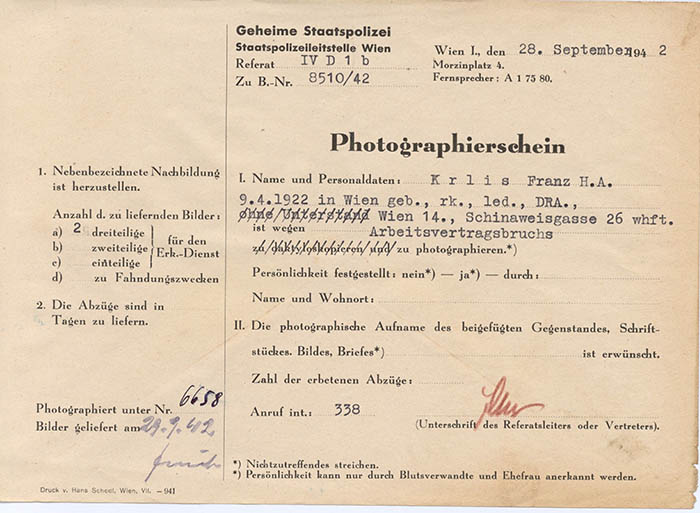 Geheime Staatspolizei
Staatspolizeileitstelle Wien
Referat IV D 1 b
Zu B.-Nr. 8510/42
Wien I., den 28. September 1942
Morzinplatz 4.
Fernsprecher: A 1 75 80.
Photographierschein
1. Nebenbezeichnete Nachbildung
ist herzustellen.
Anzahl d. zu liefernden Bilder:
a) 2 dreiteilige
b) zweiteilige
c) einteilige
für den
Erk.-Dienst
d) zu Fahndungszwecken
2. Die Abzüge sind in
Tagen zu liefern.
Photographiert unter Nr. 6658
Bilder geliefert am 29.9.42
Druck v. Hans Scheel, Wien, VII. — 941
I. Name und Personaldaten: K r l i s Franz H.A.
9.4.1922 in Wien geb., rk., led., DRA.,
ohne Unterstand Wien 14., Schinaweisgasse 26 whft.
ist wegen Arbeitsvertragsbruchs
zu daktyloskopieren und zu photographieren.*)
Persönlichkeit festgestellt: nein*) — ja*) — durch:
Name und Wohnort:
II. Die photographische Aufname des beigefügten Gegenstandes, Schrift-
stückes. Bildes, Briefes*) ist erwünscht.
Zahl der erbetenen Abzüge:
Anruf int.: 338
(Unterschrift des Referatsleiters oder Vertreters).
*) Nichtzutreffendes streichen.
*) Persönlichkeit kann nur durch Blutsverwandte und Ehefrau anerkannt werden.